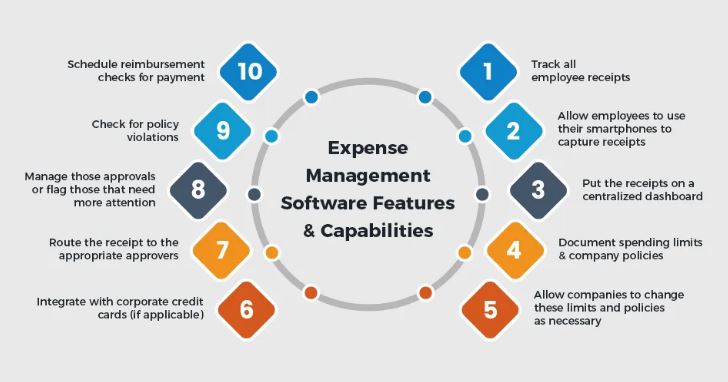 Expense
Management
Software Features
& Capabilities
1
Track all
employee receipts
2
Allow employees to use
their smartphones to
capture receipts
3
Put the receipts on a
centralized dashboard
4
Document spending limits
& company policies
5
Allow companies to change
these limits and policies
as necessary
6
Integrate with corporate credit
cards (if applicable)
7
Route the receipt to the
appropriate approvers
8
Manage those approvals
or flag those that need
more attention
9
Check for policy
violations
10
Schedule reimbursement
checks for payment